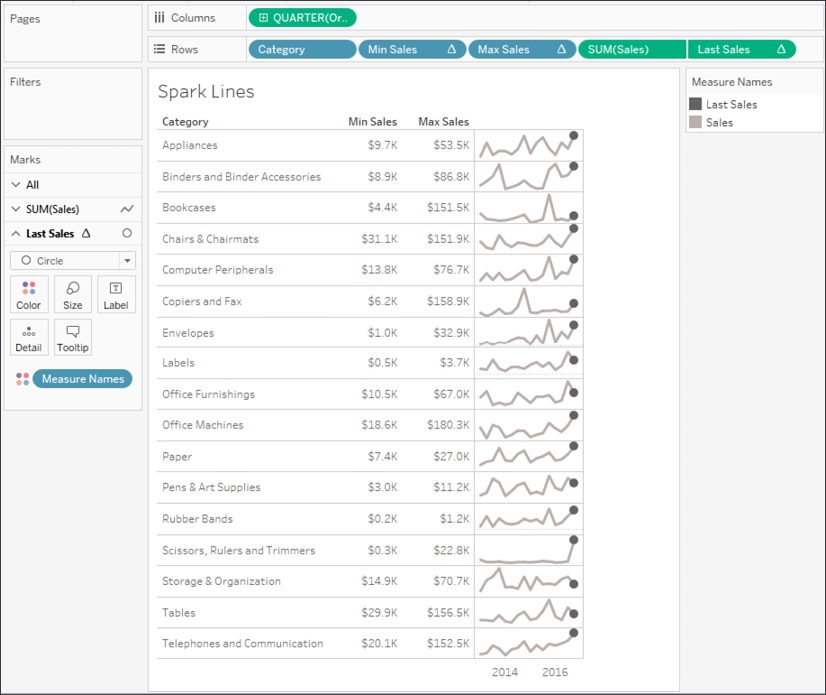 Pages
Columns
QUARTER(Or..
Rows
Category
Min Sales
Max Sales
SUM(Sales)
Last Sales
Filters
Marks
All
SUM(Sales)
Last Sales
Circle
Color
Size
Label
Detail
Tooltip
Measure Names
Spark Lines
Category Min Sales Max Sales
Appliances $9.7K $53.5K
Binders and Binder Accessories $8.9K $86.8K
Bookcases $4.4K $151.5K
Chairs & Chairmats $31.1K $151.9K
Computer Peripherals $13.8K $76.7K
Copiers and Fax $6.2K $158.9K
Envelopes $1.0K $32.9K
Labels $0.5K $3.7K
Office Furnishings $10.5K $67.0K
Office Machines $18.6K $180.3K
Paper $7.4K $27.0K
Pens & Art Supplies $3.0K $11.2K
Rubber Bands $0.2K $1.2K
Scissors, Rulers and Trimmers $0.3K $22.8K
Storage & Organization $14.9K $70.7K
Tables $29.9K $156.5K
Telephones and Communication $20.1K $152.5K
2014 2016
Measure Names
Last Sales
Sales